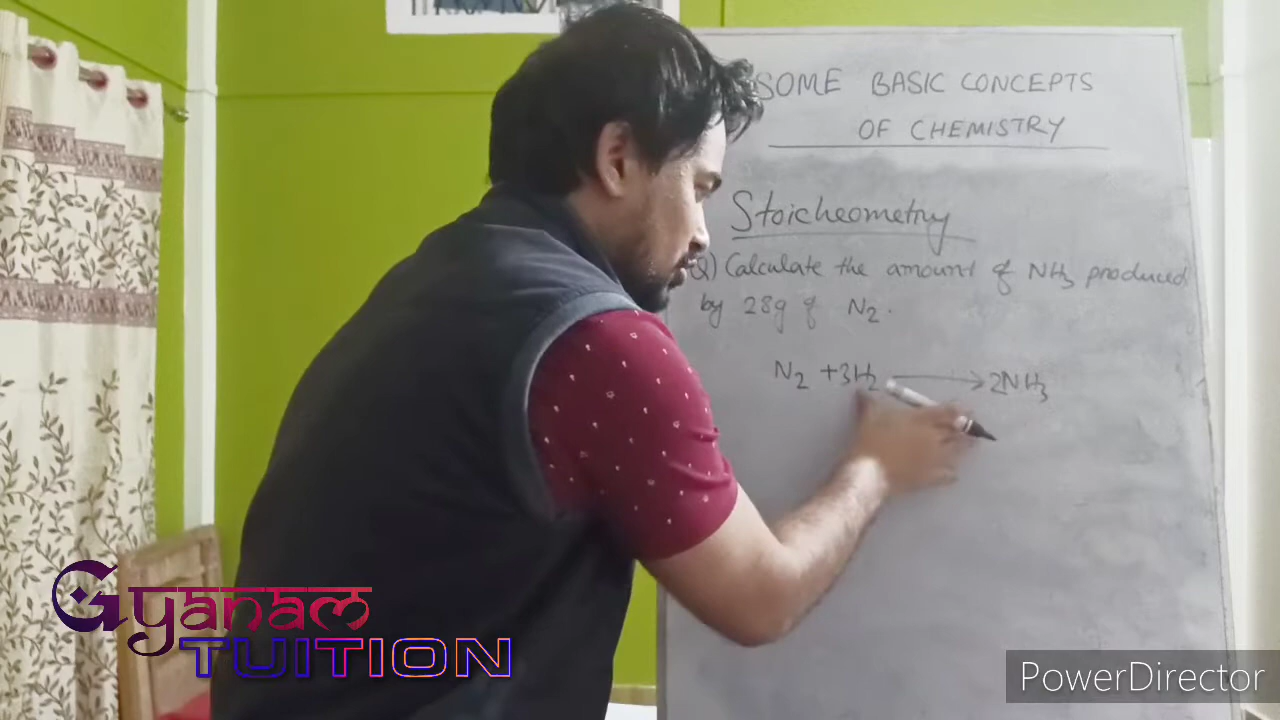 SOME BASIC CONCEPTS
OF CHEMISTRY
Stoicheometry
Q) Calculate the amount of NH3 produced
by 28g of N2.
N2 + 3H2 → 2NH3
Gyanam
TUITION
PowerDirector